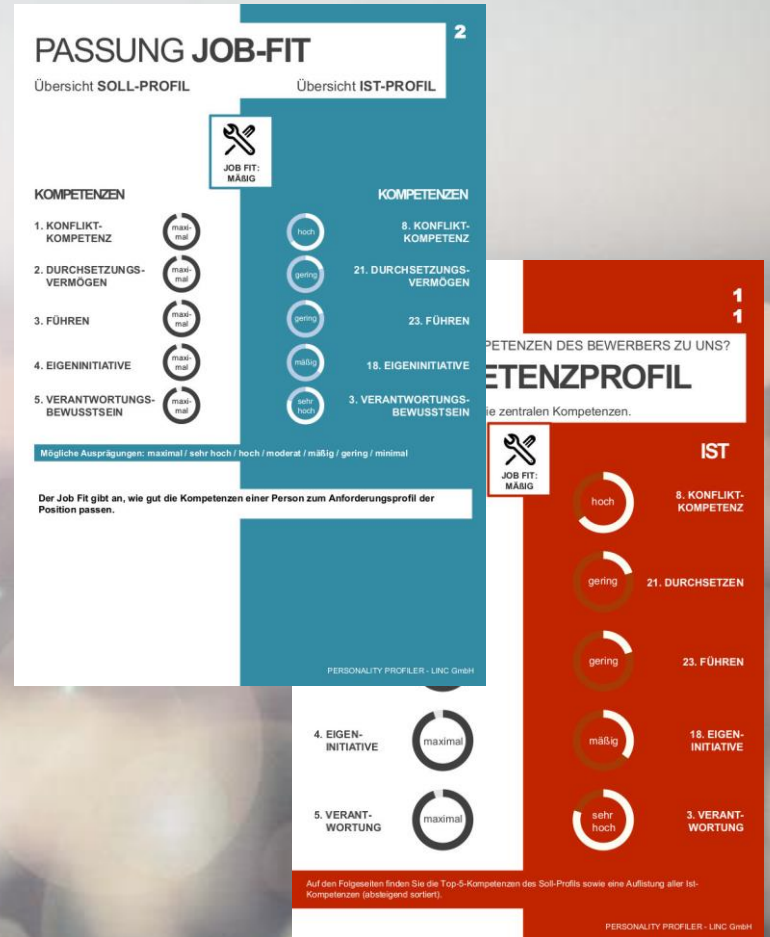 2
PASSUNG JOB-FIT
Übersicht SOLL-PROFIL
Übersicht IST-PROFIL
JOB FIT:
MÄßIG
KOMPETENZEN
KOMPETENZEN
1. KONFLIKT-
KOMPETENZ
maxi-
mal
hoch
8. KONFLIKT-
KOMPETENZ
2. DURCHSETZUNGS-
VERMÖGEN
maxi-
mal
gering
21. DURCHSETZUNGS-
VERMÖGEN
3. FÜHREN
maxi-
mal
gering
23. FÜHREN
4. EIGENINITIATIVE
maxi-
mal
mäßig
18. EIGENINITIATIVE
5. VERANTWORTUNGS-
BEWUSSTSEIN
maxi-
mal
sehr
hoch
3. VERANTWORTUNGS-
BEWUSSTSEIN
Mögliche Ausprägungen: maximal / sehr hoch / hoch / moderat / mäßig / gering / minimal
Der Job Fit gibt an, wie gut die Kompetenzen einer Person zum Anforderungsprofil der
Position passen.
PERSONALITY PROFILER - LINC GmbH
1
1
PETENZEN DES BEWERBERS ZU UNS?
ETENZPROFIL
ie zentralen Kompetenzen.
JOB FIT:
MÄßIG
IST
hoch
8. KONFLIKT-
KOMPETENZ
gering
21. DURCHSETZEN
gering
23. FÜHREN
4. EIGEN-
INITIATIVE
maximal
mäßig
18. EIGEN-
INITIATIVE
5. VERANT-
WORTUNG
maximal
sehr
hoch
3. VERANT-
WORTUNG
Auf den Folgeseiten finden Sie die Top-5-Kompetenzen des Soll-Profils sowie eine Auflistung aller Ist-
Kompetenzen (absteigend sortiert).
PERSONALITY PROFILER - LINC GmbH